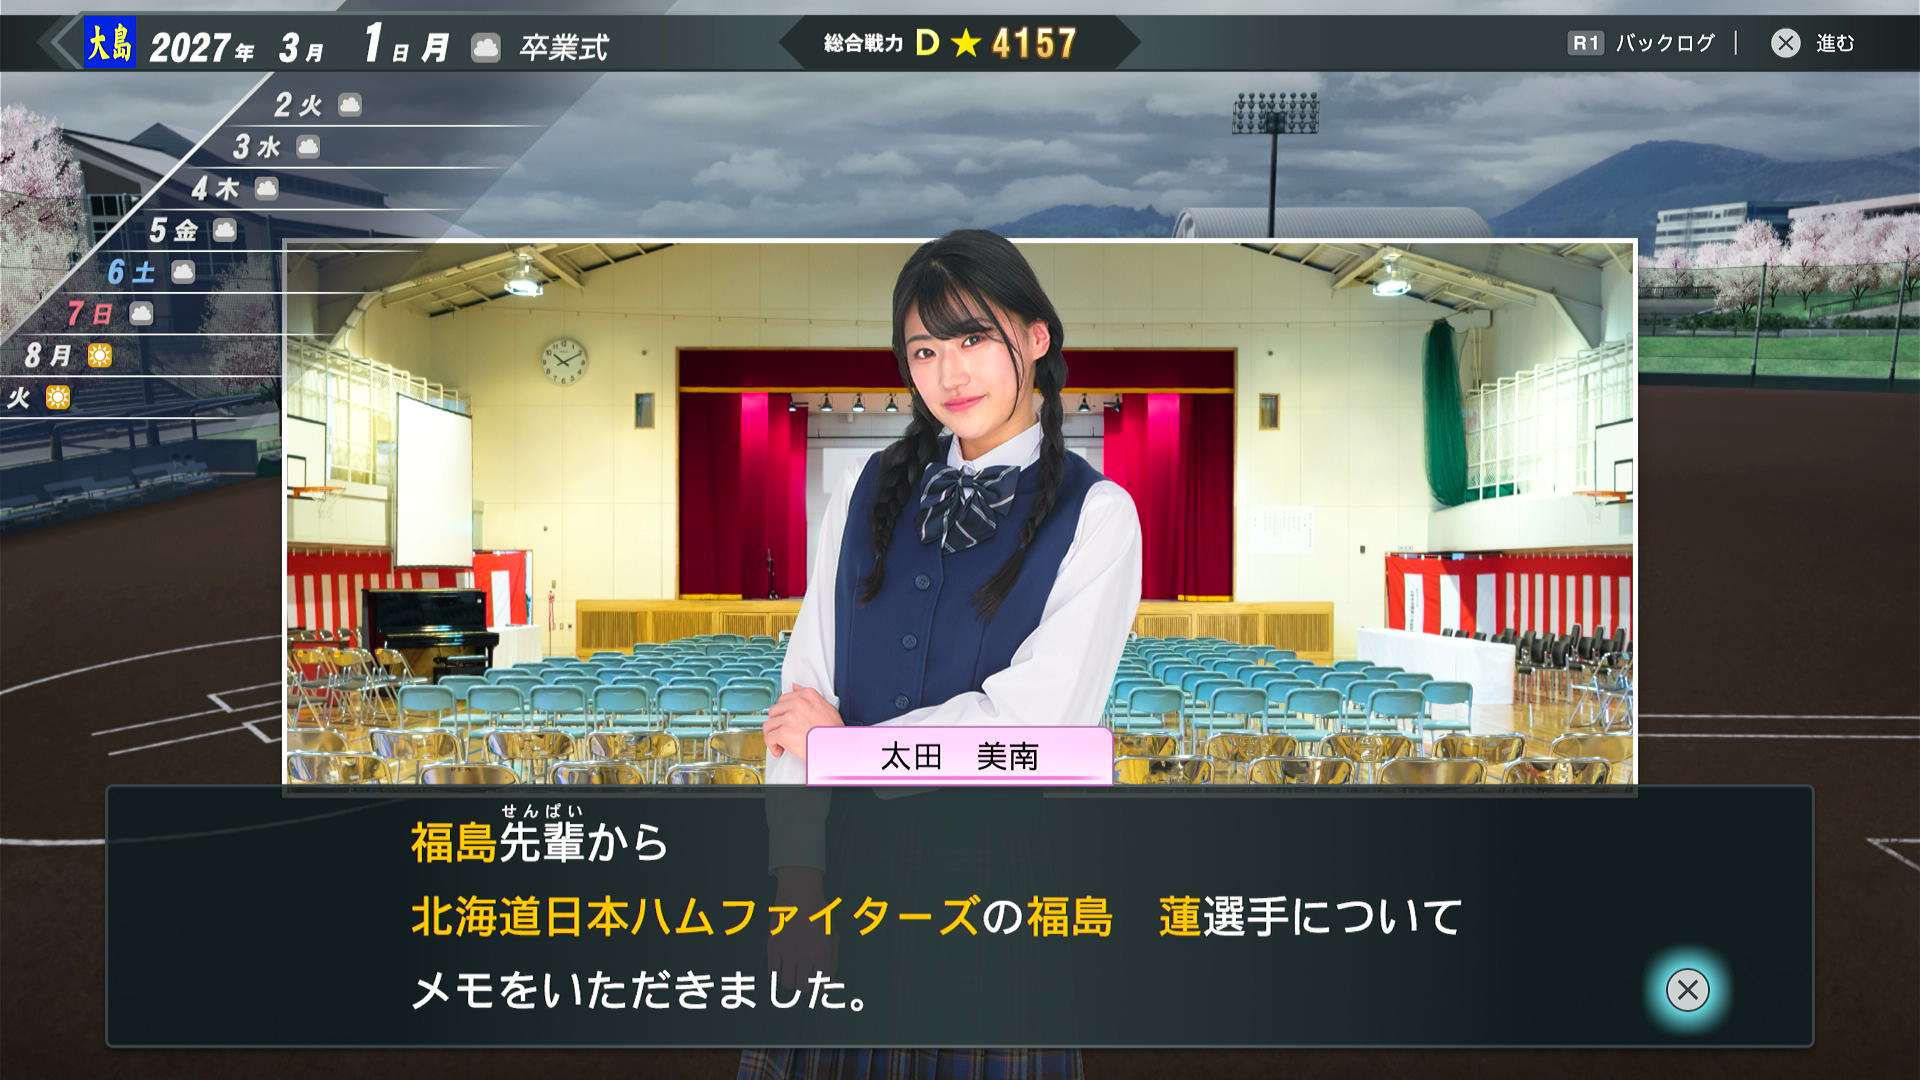 大島 2027年 3月 1日 月 卒業式
総合戦力 D ★ 4157
R1 バックログ | 進む
2 火
3 水
4 木
5 金
6 土
7 日
8 月
火
太田 美南
せんぱい
福島先輩から
北海道日本ハムファイターズの福島 蓮選手について
メモをいただきました。